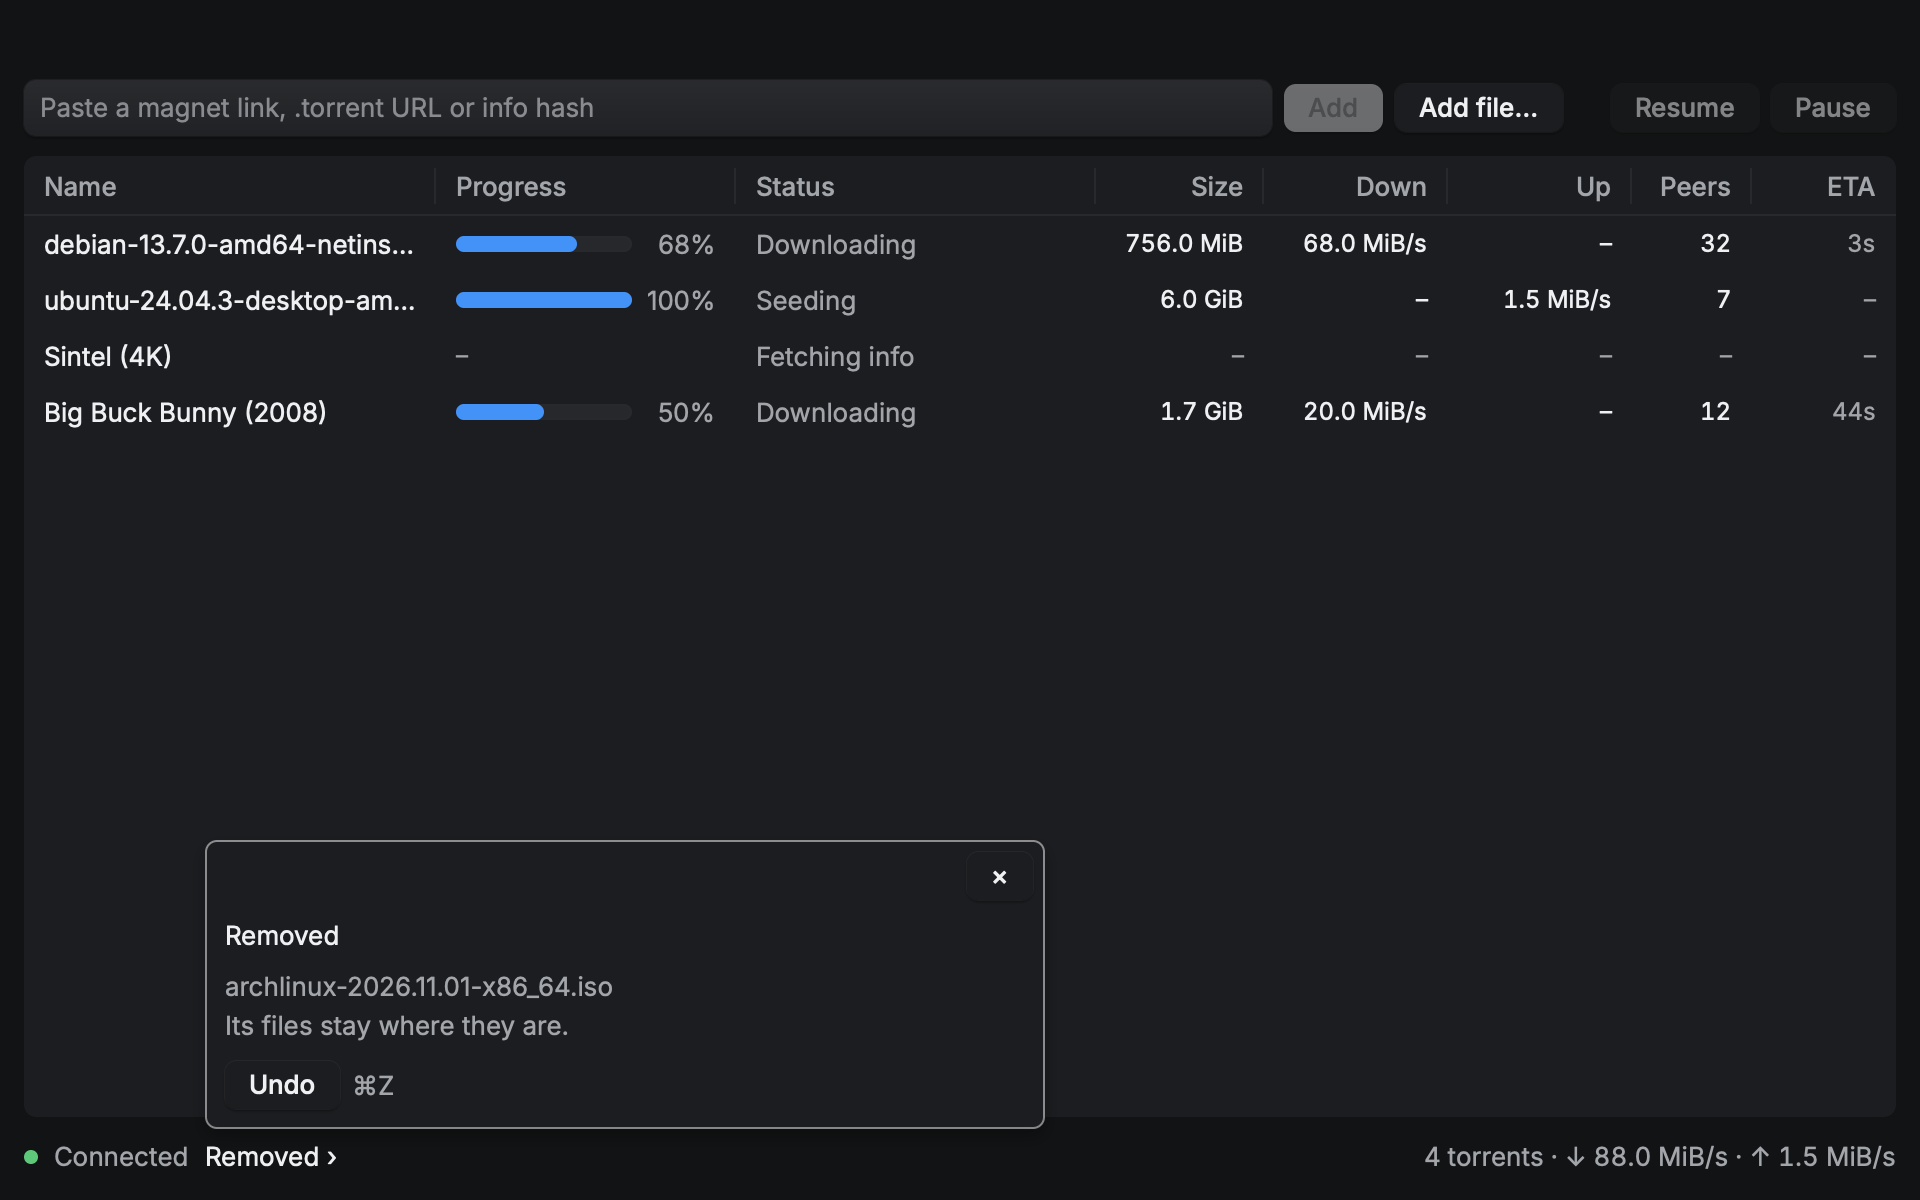 Paste a magnet link, .torrent URL or info hash Add Add file... Resume Pause
Name Progress Status Size Down Up Peers ETA
debian-13.7.0-amd64-netins... 68% Downloading 756.0 MiB 68.0 MiB/s – 32 3s
ubuntu-24.04.3-desktop-am... 100% Seeding 6.0 GiB – 1.5 MiB/s 7 –
Sintel (4K) – Fetching info – – – – –
Big Buck Bunny (2008) 50% Downloading 1.7 GiB 20.0 MiB/s – 12 44s
×
Removed
archlinux-2026.11.01-x86_64.iso
Its files stay where they are.
Undo ⌘Z
Connected Removed › 4 torrents · ↓ 88.0 MiB/s · ↑ 1.5 MiB/s